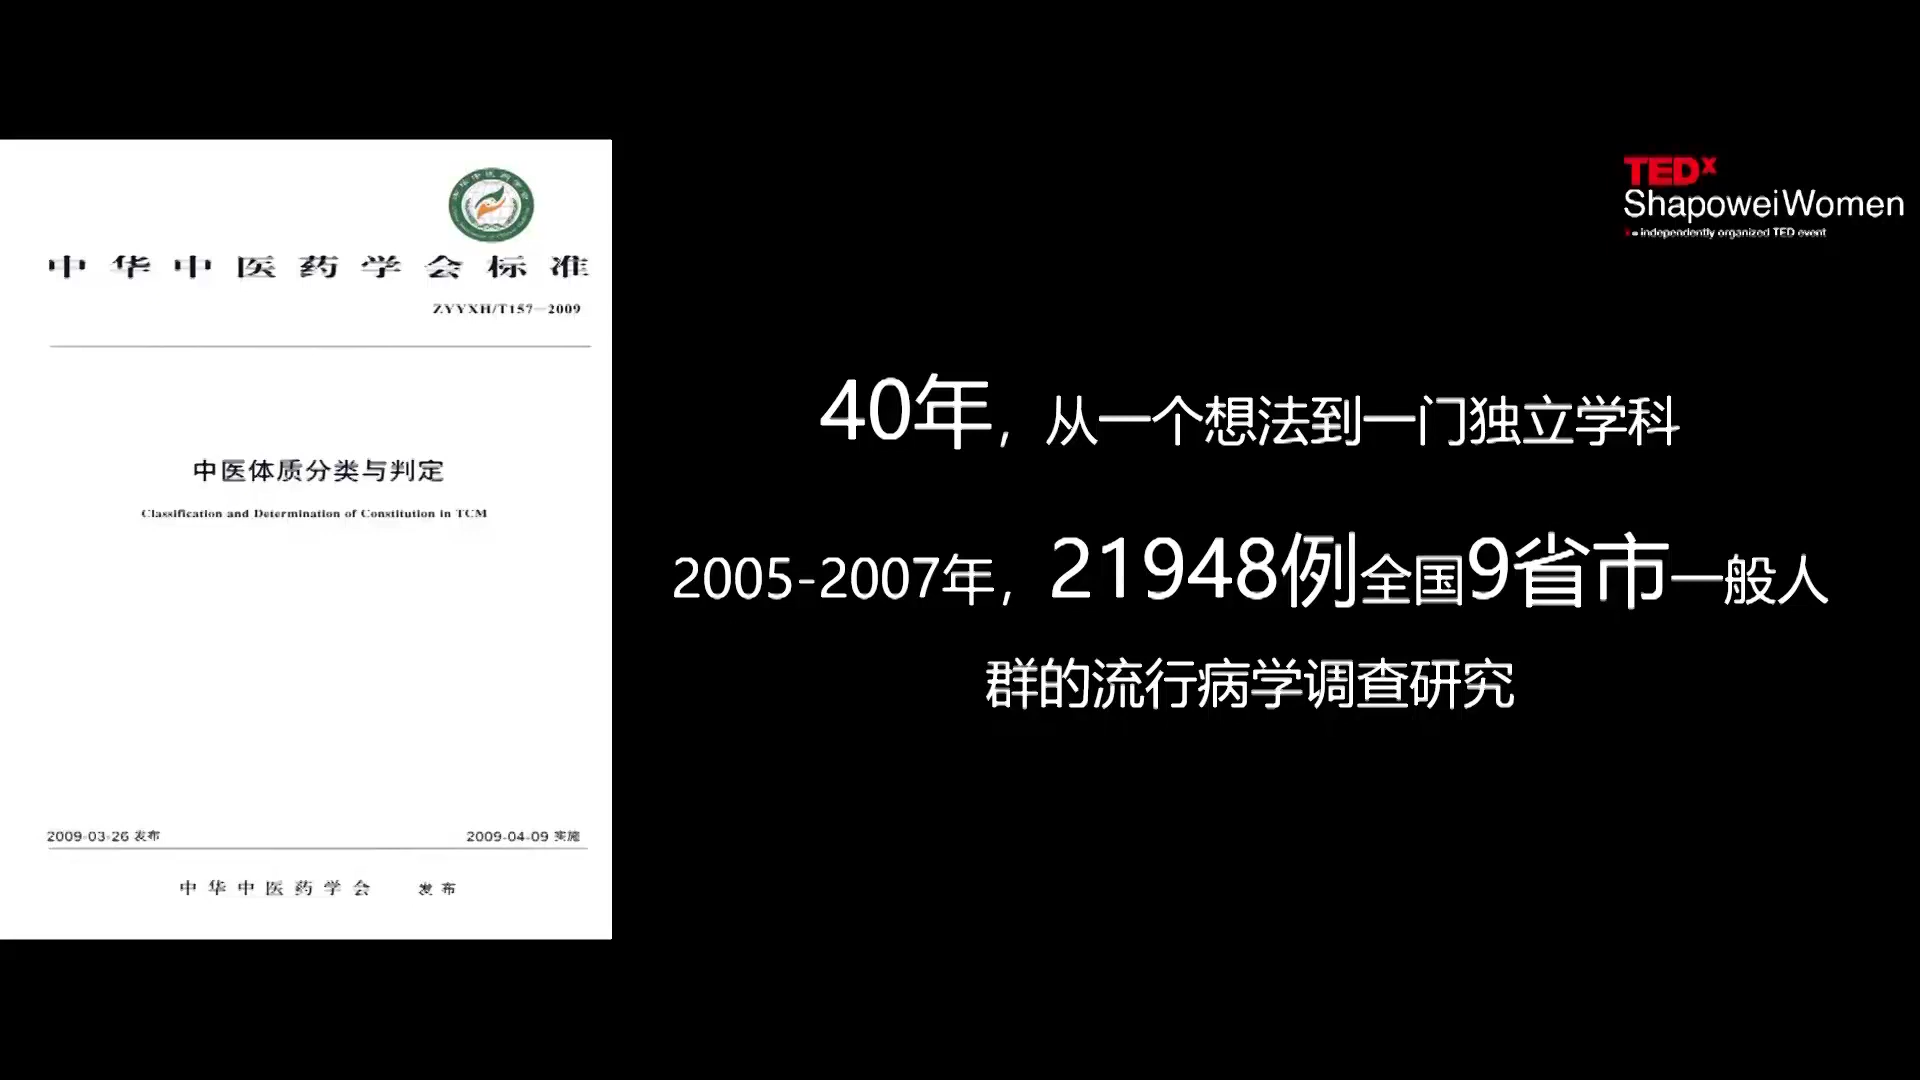 中华中医药学会标准
ZYYXH/T157—2009
中医体质分类与判定
Classification and Determination of Constitution in TCM
2009-03-26 发布
2009-04-09 实施
中华中医药学会 发布
TEDx
ShapoweiWomen
x = independently organized TED event
40年，从一个想法到一门独立学科
2005-2007年，21948例全国9省市一般人
群的流行病学调查研究